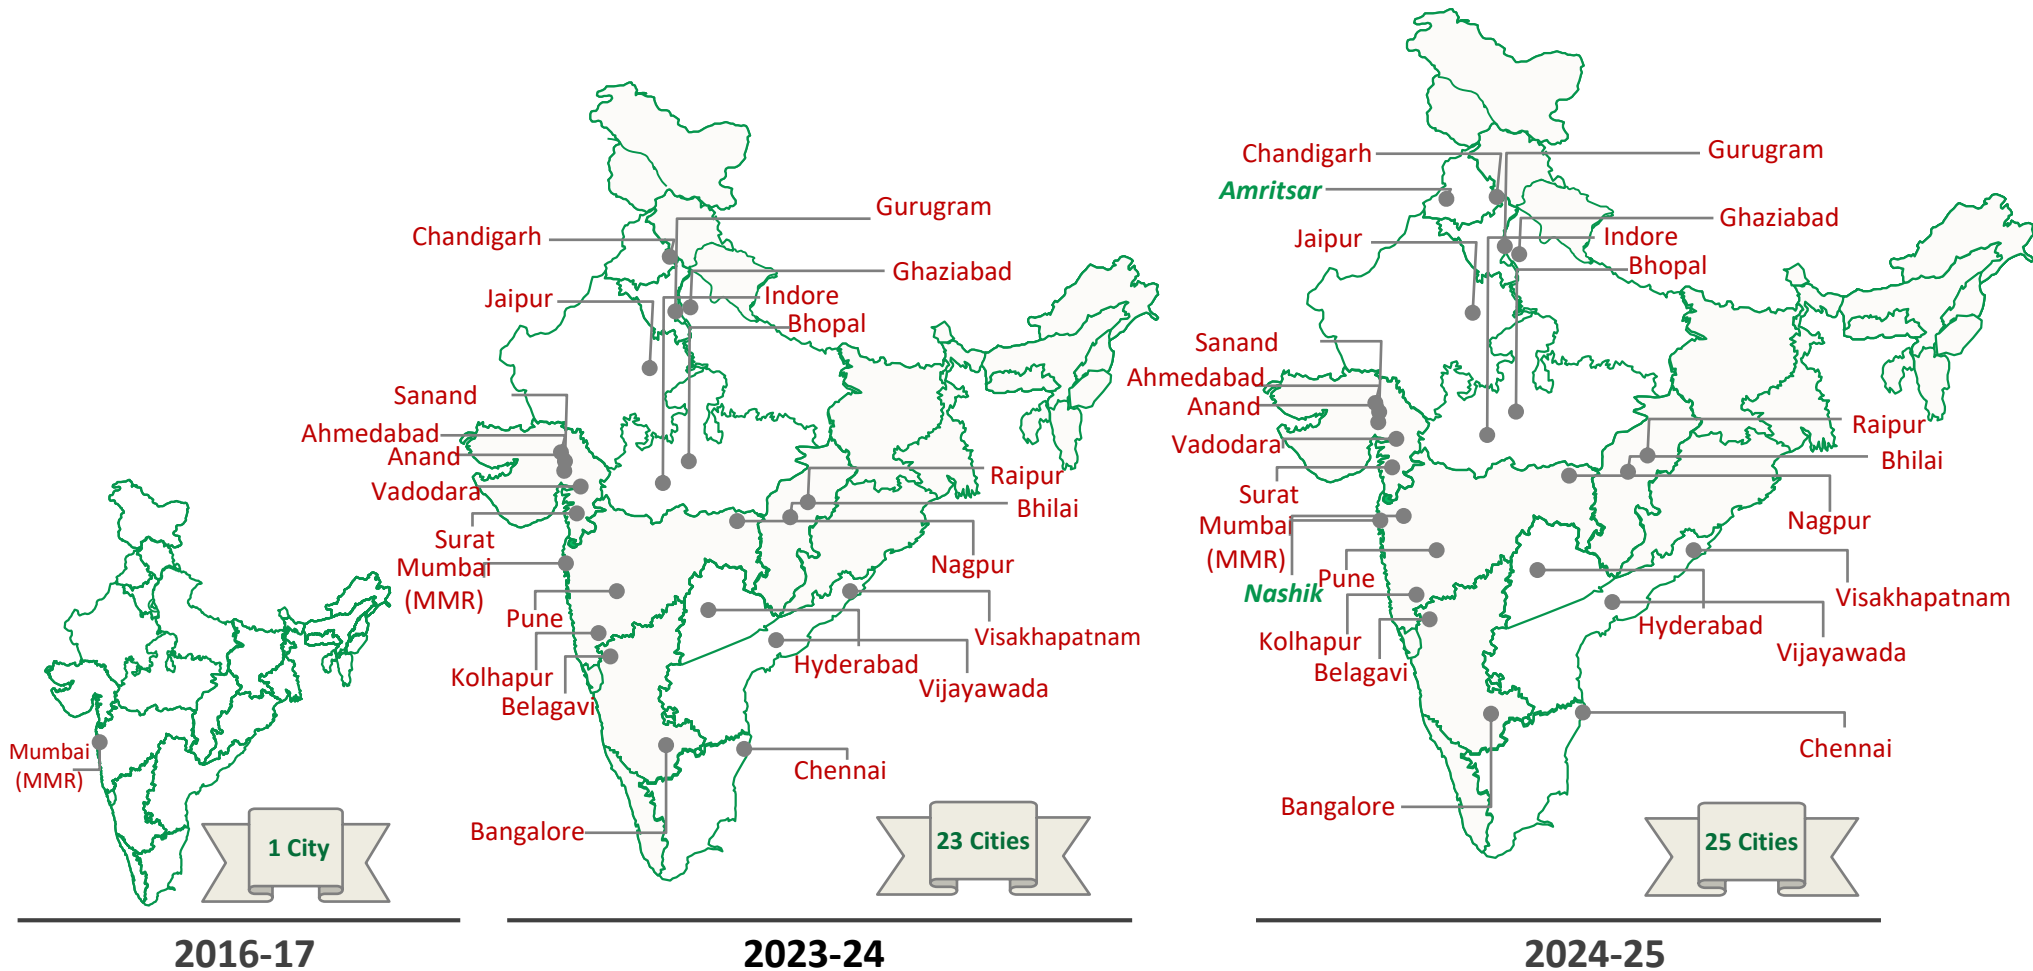 Mumbai
(MMR)
1 City
2016-17
Gurugram
Chandigarh
Ghaziabad
Jaipur
Indore
Bhopal
Sanand
Ahmedabad
Anand
Vadodara
Raipur
Bhilai
Surat
Mumbai
(MMR)
Nagpur
Pune
Visakhapatnam
Kolhapur
Hyderabad
Belagavi
Vijayawada
Chennai
Bangalore
23 Cities
2023-24
Chandigarh
Gurugram
Amritsar
Ghaziabad
Jaipur
Indore
Bhopal
Sanand
Ahmedabad
Anand
Raipur
Vadodara
Bhilai
Surat
Mumbai
(MMR)
Nagpur
Pune
Nashik
Visakhapatnam
Kolhapur
Hyderabad
Belagavi
Vijayawada
Chennai
Bangalore
25 Cities
2024-25